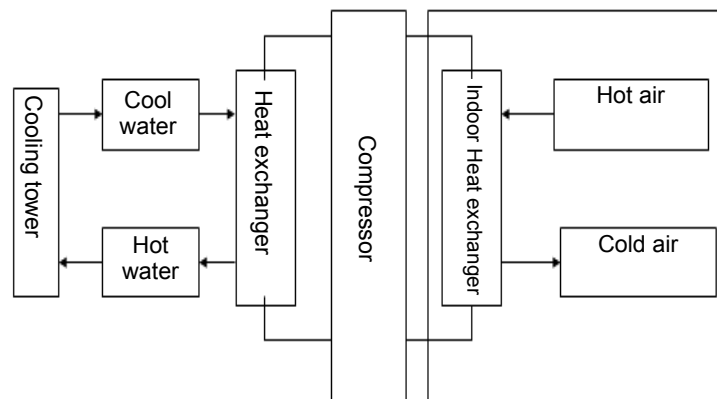 Cooling tower
Cool
water
Hot
water
Heat exchanger
Compressor
Indoor Heat exchanger
Hot air
Cold air